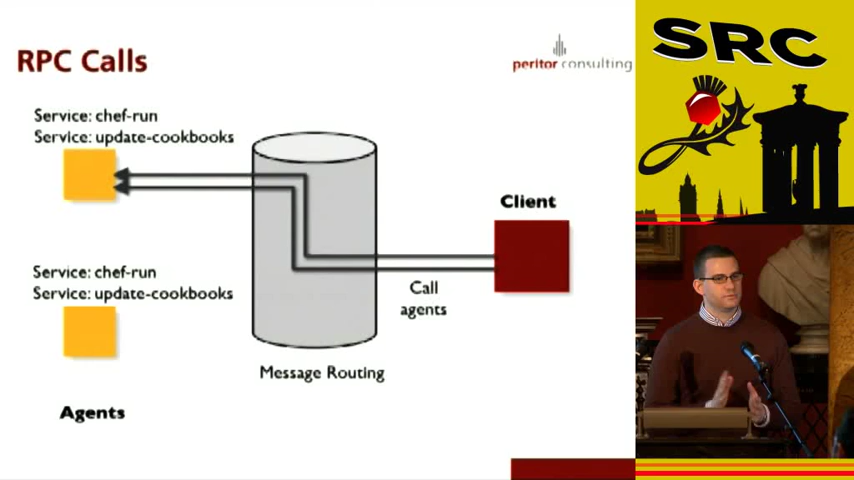 RPC Calls
peritor consulting
SRC
Service: chef-run
Service: update-cookbooks
Client
Service: chef-run
Service: update-cookbooks
Call
agents
Message Routing
Agents